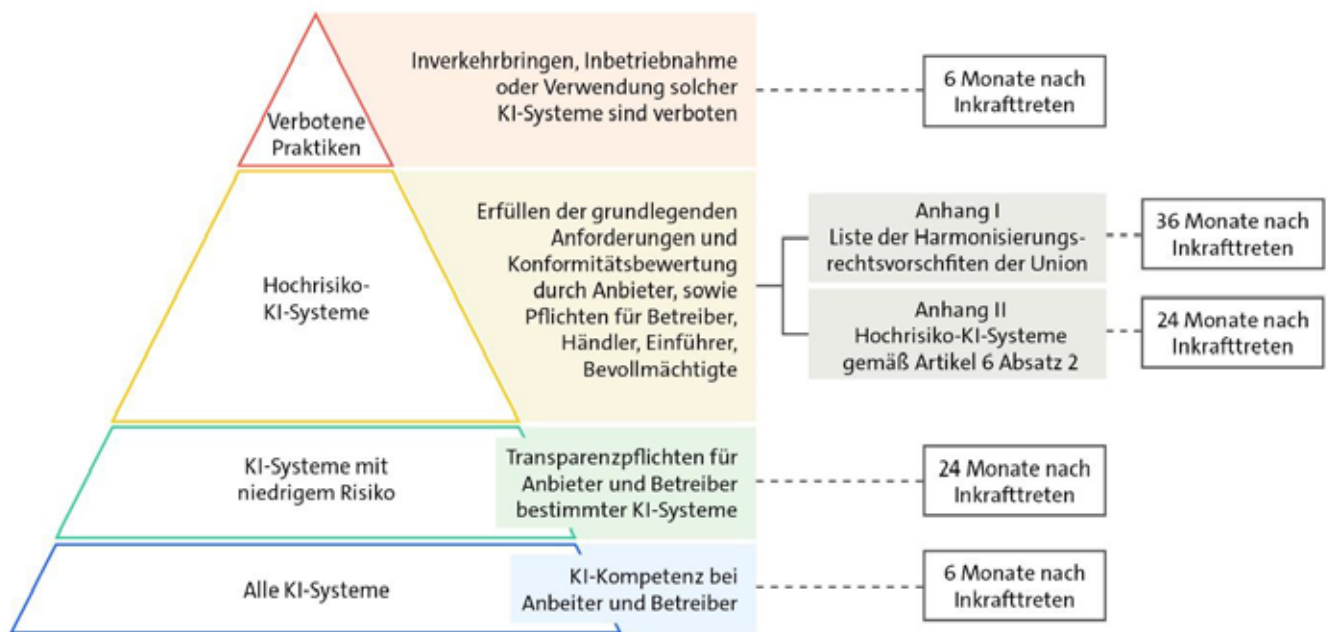 Verbotene
Praktiken
Inverkehrbringen, Inbetriebnahme
oder Verwendung solcher
KI-Systeme sind verboten
6 Monate nach
Inkrafttreten
Hochrisiko-
KI-Systeme
Erfüllen der grundlegenden
Anforderungen und
Konformitätsbewertung
durch Anbieter, sowie
Pflichten für Betreiber,
Händler, Einführer,
Bevollmächtigte
Anhang I
Liste der Harmonisierungs-
rechtsvorschfiten der Union
36 Monate nach
Inkrafttreten
Anhang II
Hochrisiko-KI-Systeme
gemäß Artikel 6 Absatz 2
24 Monate nach
Inkrafttreten
KI-Systeme mit
niedrigem Risiko
Transparenzpflichten für
Anbieter und Betreiber
bestimmter KI-Systeme
24 Monate nach
Inkrafttreten
Alle KI-Systeme
KI-Kompetenz bei
Anbeiter und Betreiber
6 Monate nach
Inkrafttreten